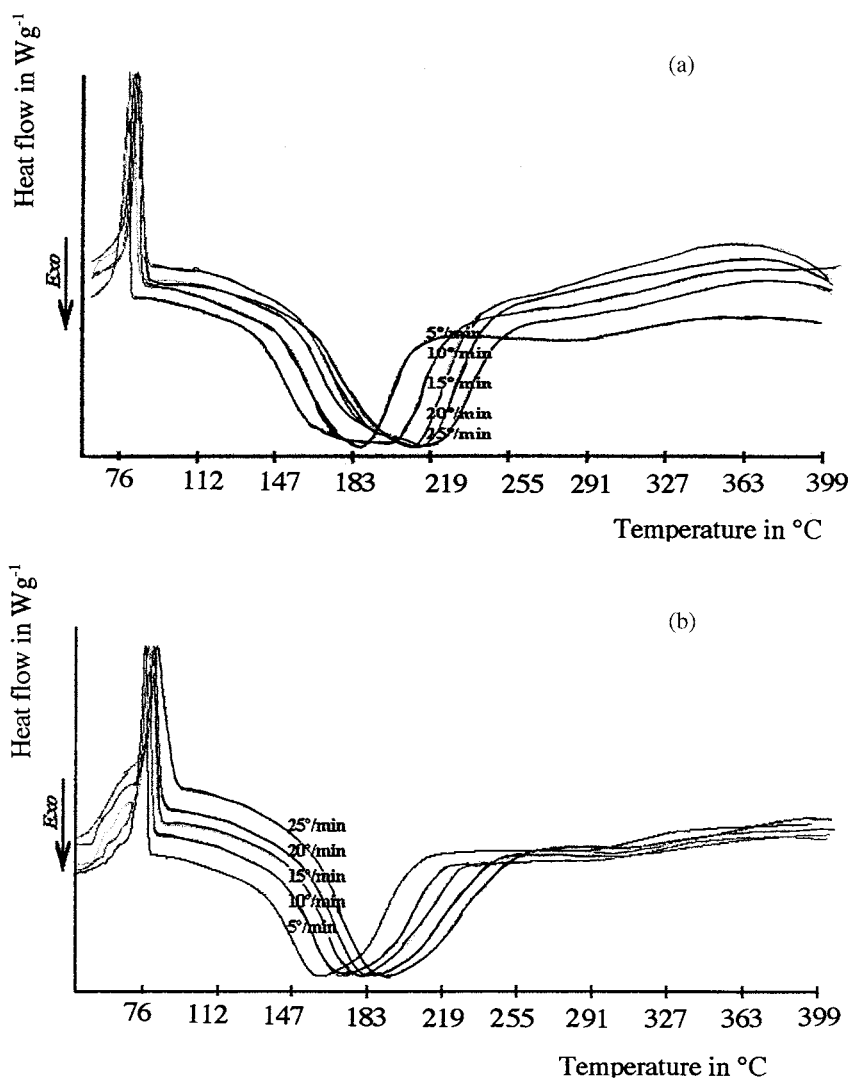 (a)
Heat flow in Wg-1
Exo
5°/min
10°/min
15°/min
20°/min
25°/min
76 112 147 183 219 255 291 327 363 399
Temperature in °C
(b)
Heat flow in Wg-1
Exo
25°/min
20°/min
15°/min
10°/min
5°/min
76 112 147 183 219 255 291 327 363 399
Temperature in °C